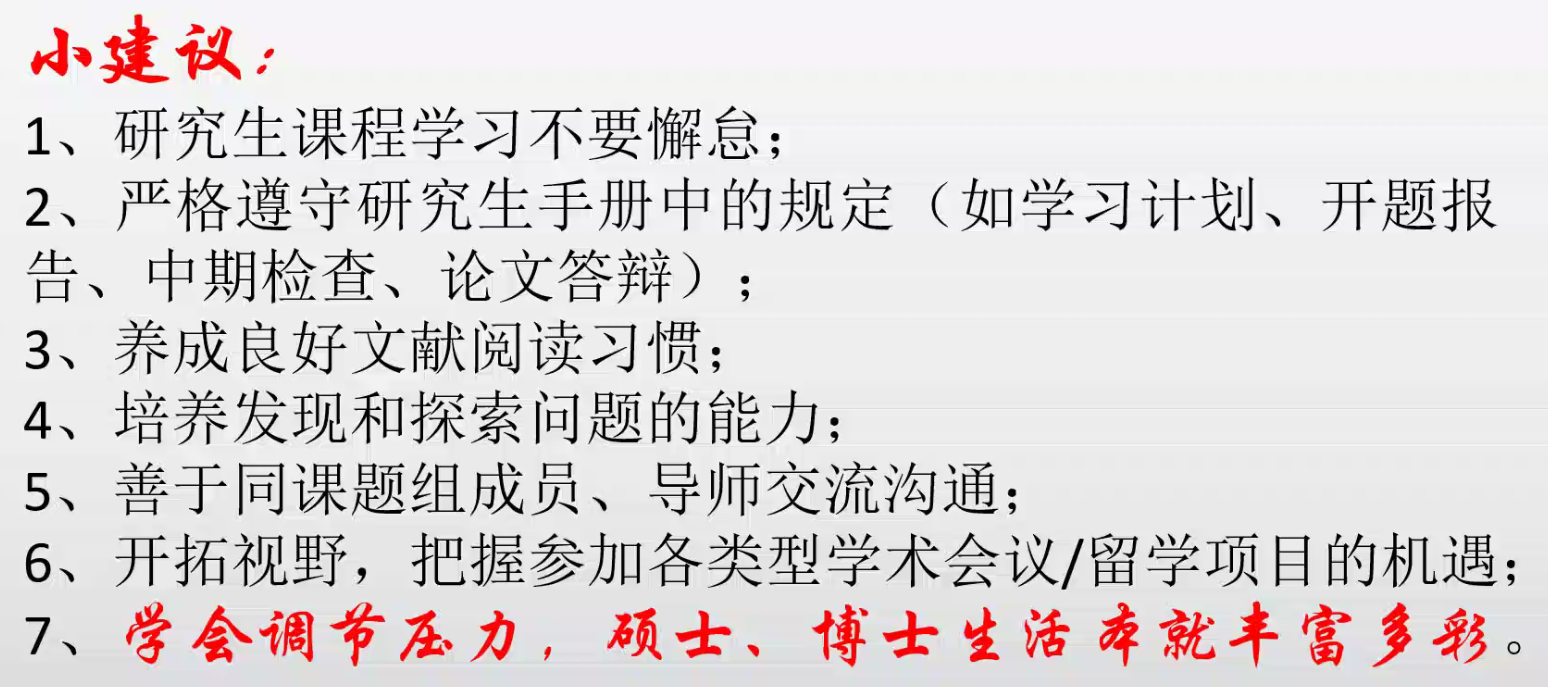 小建议：
1、研究生课程学习不要懈怠；
2、严格遵守研究生手册中的规定（如学习计划、开题报
告、中期检查、论文答辩）；
3、养成良好文献阅读习惯；
4、培养发现和探索问题的能力；
5、善于同课题组成员、导师交流沟通；
6、开拓视野，把握参加各类型学术会议/留学项目的机遇；
7、学会调节压力，硕士、博士生活本就丰富多彩。